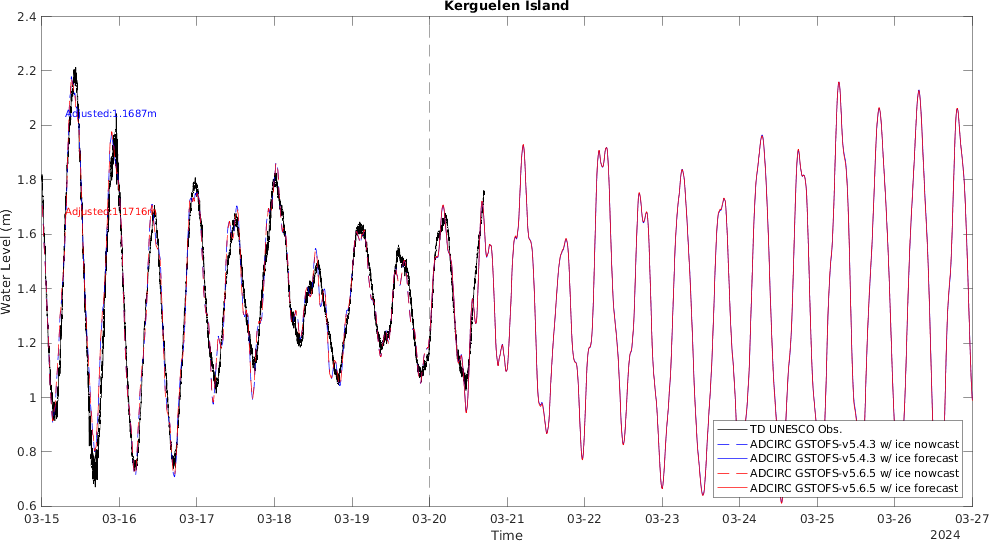 Kerguelen Island
2.4
2.2
2
1.8
1.6
1.4
1.2
1
0.8
0.6
Water Level (m)
Adjusted:1.1687m
Adjusted:1.1716m
TD UNESCO Obs.
ADCIRC GSTOFS-v5.4.3 w/ ice nowcast
ADCIRC GSTOFS-v5.4.3 w/ ice forecast
ADCIRC GSTOFS-v5.6.5 w/ ice nowcast
ADCIRC GSTOFS-v5.6.5 w/ ice forecast
03-15 03-16 03-17 03-18 03-19 03-20 03-21 03-22 03-23 03-24 03-25 03-26 03-27
Time
2024